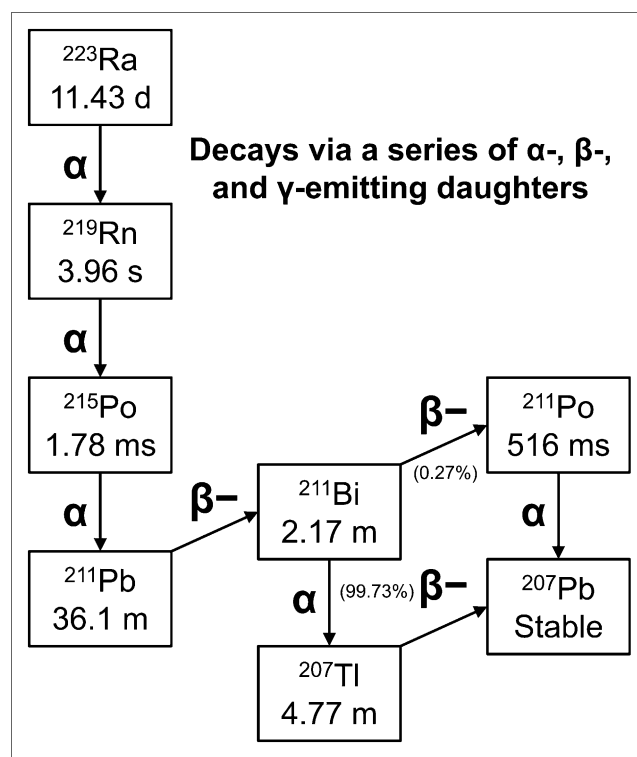 ²²³Ra
11.43 d
α
Decays via a series of α-, β-,
and γ-emitting daughters
²¹⁹Rn
3.96 s
α
²¹⁵Po
1.78 ms
α
²¹¹Pb
36.1 m
β−
²¹¹Bi
2.17 m
β−
(0.27%)
²¹¹Po
516 ms
α
α
(99.73%)
β−
²⁰⁷Pb
Stable
²⁰⁷Tl
4.77 m